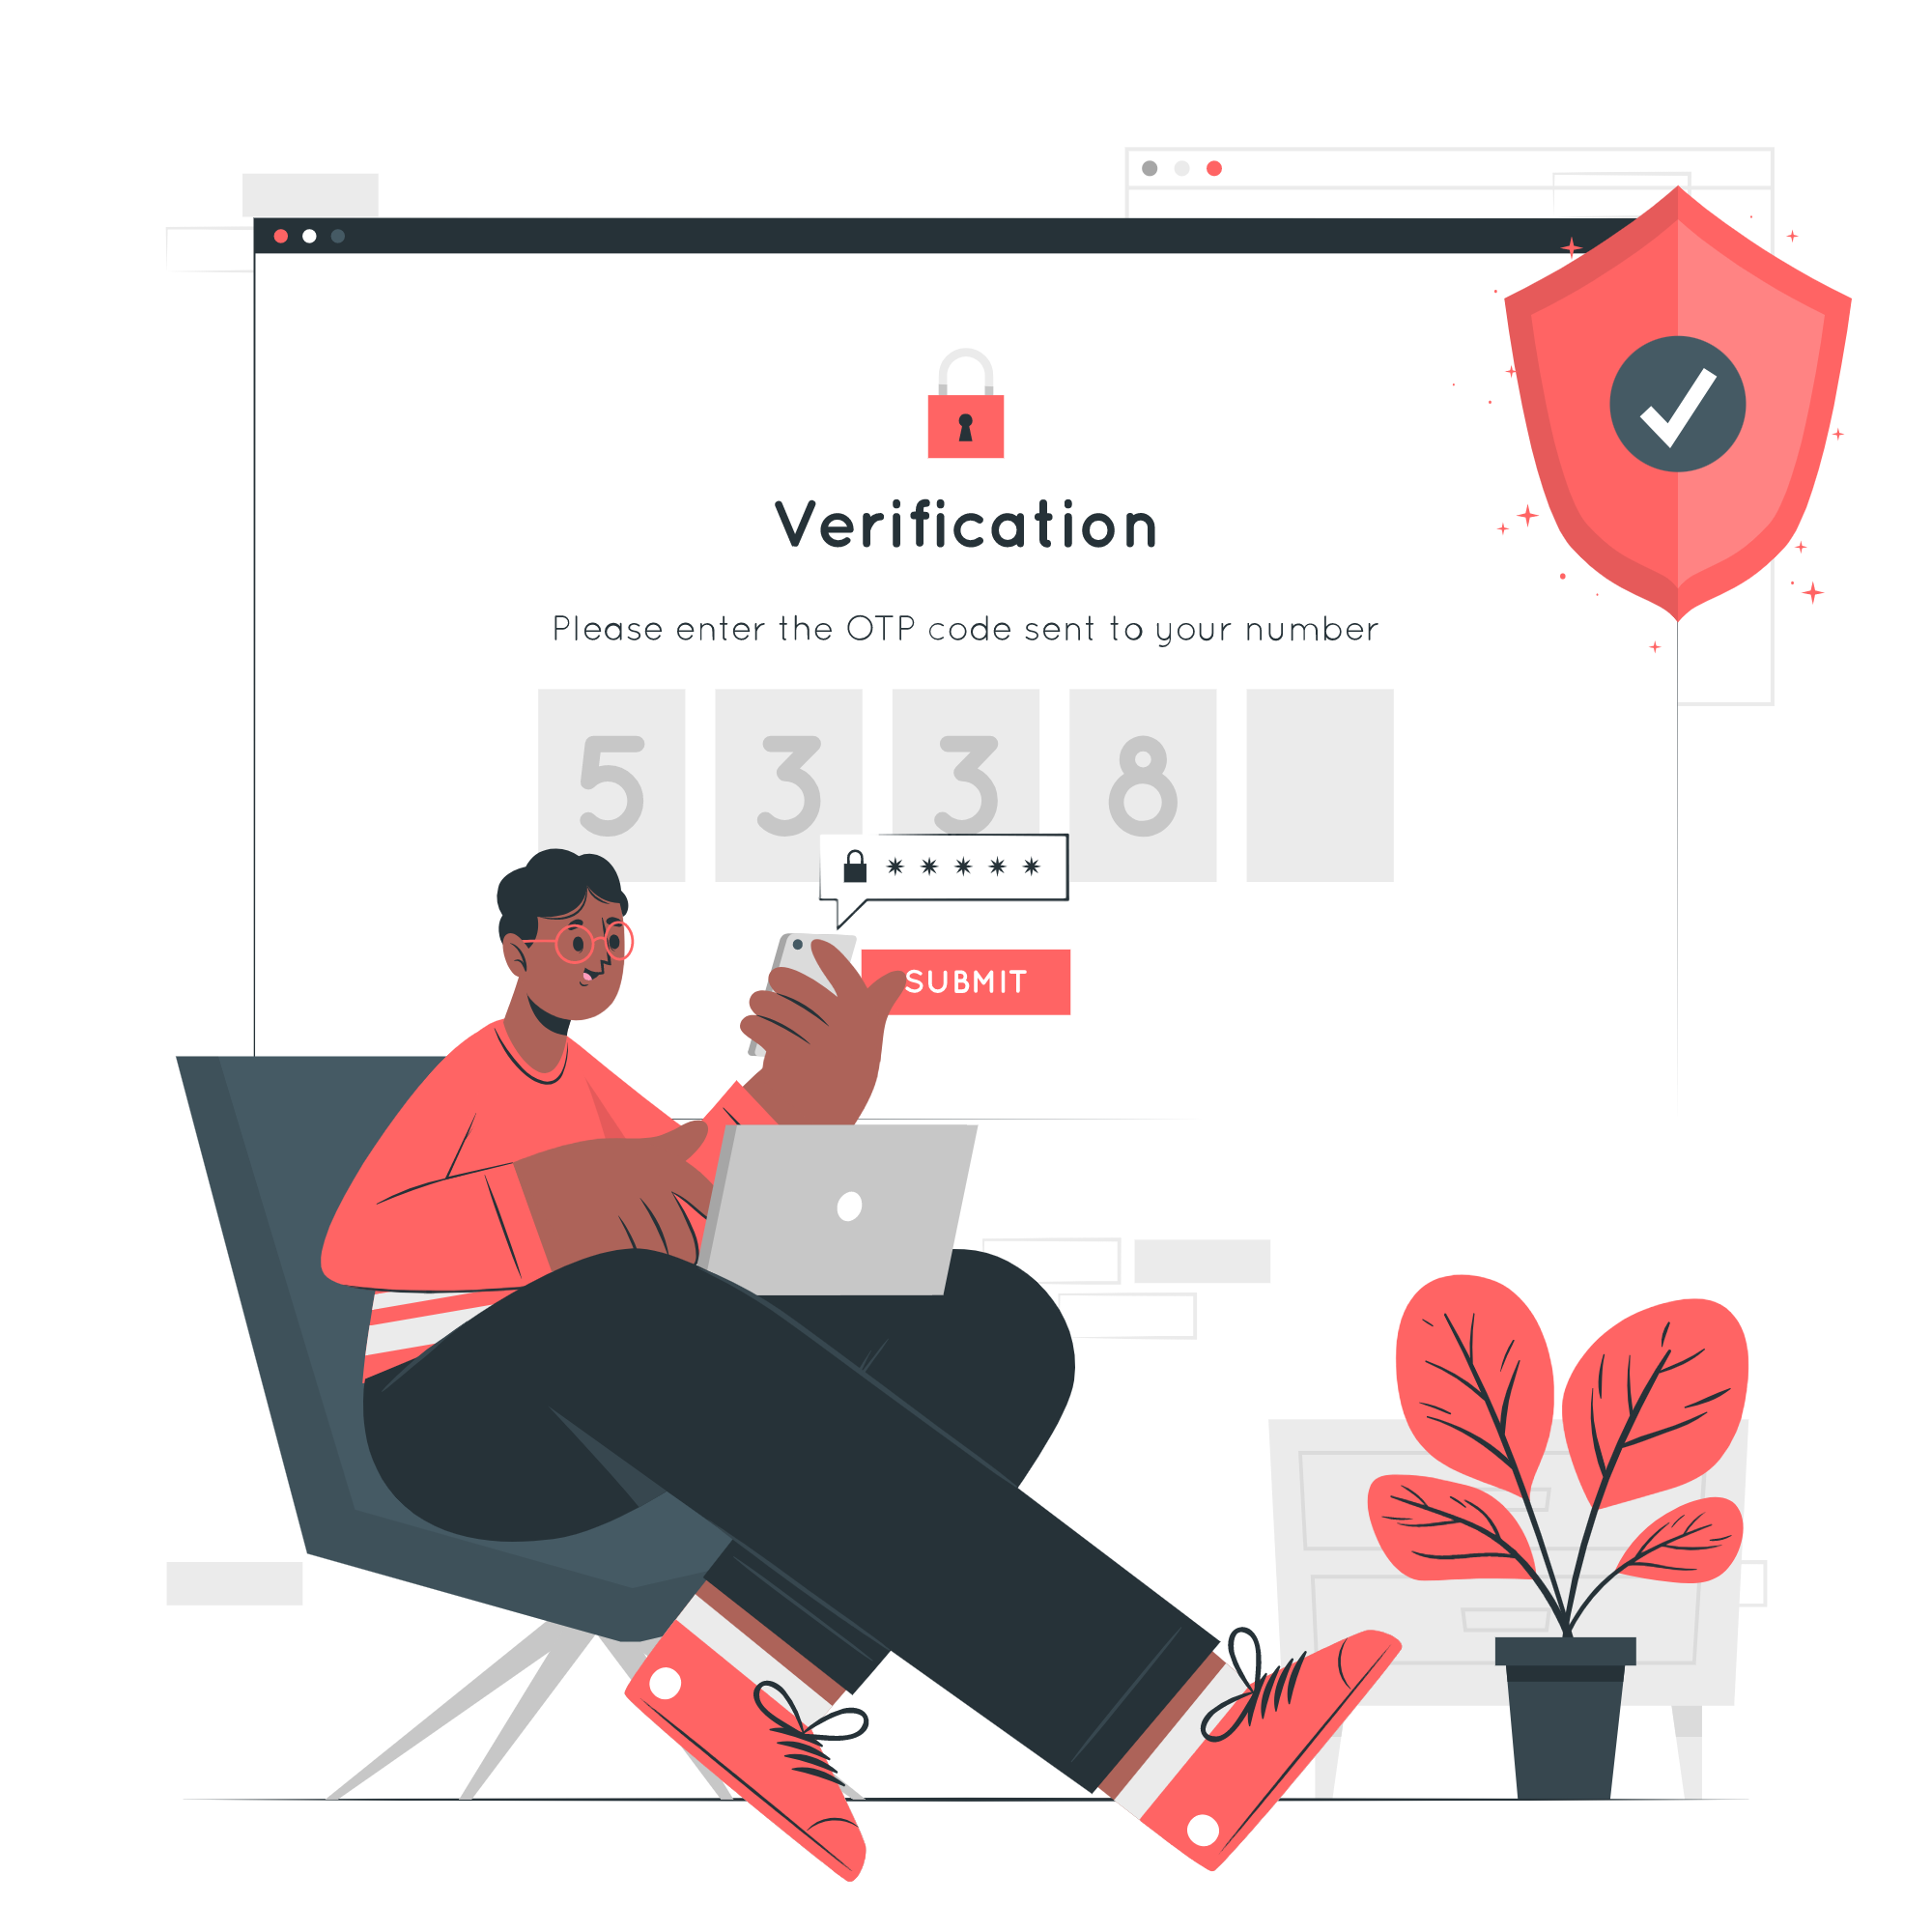 Verification
Please enter the OTP code sent to your number
5 3 3 8
* * * * *
SUBMIT